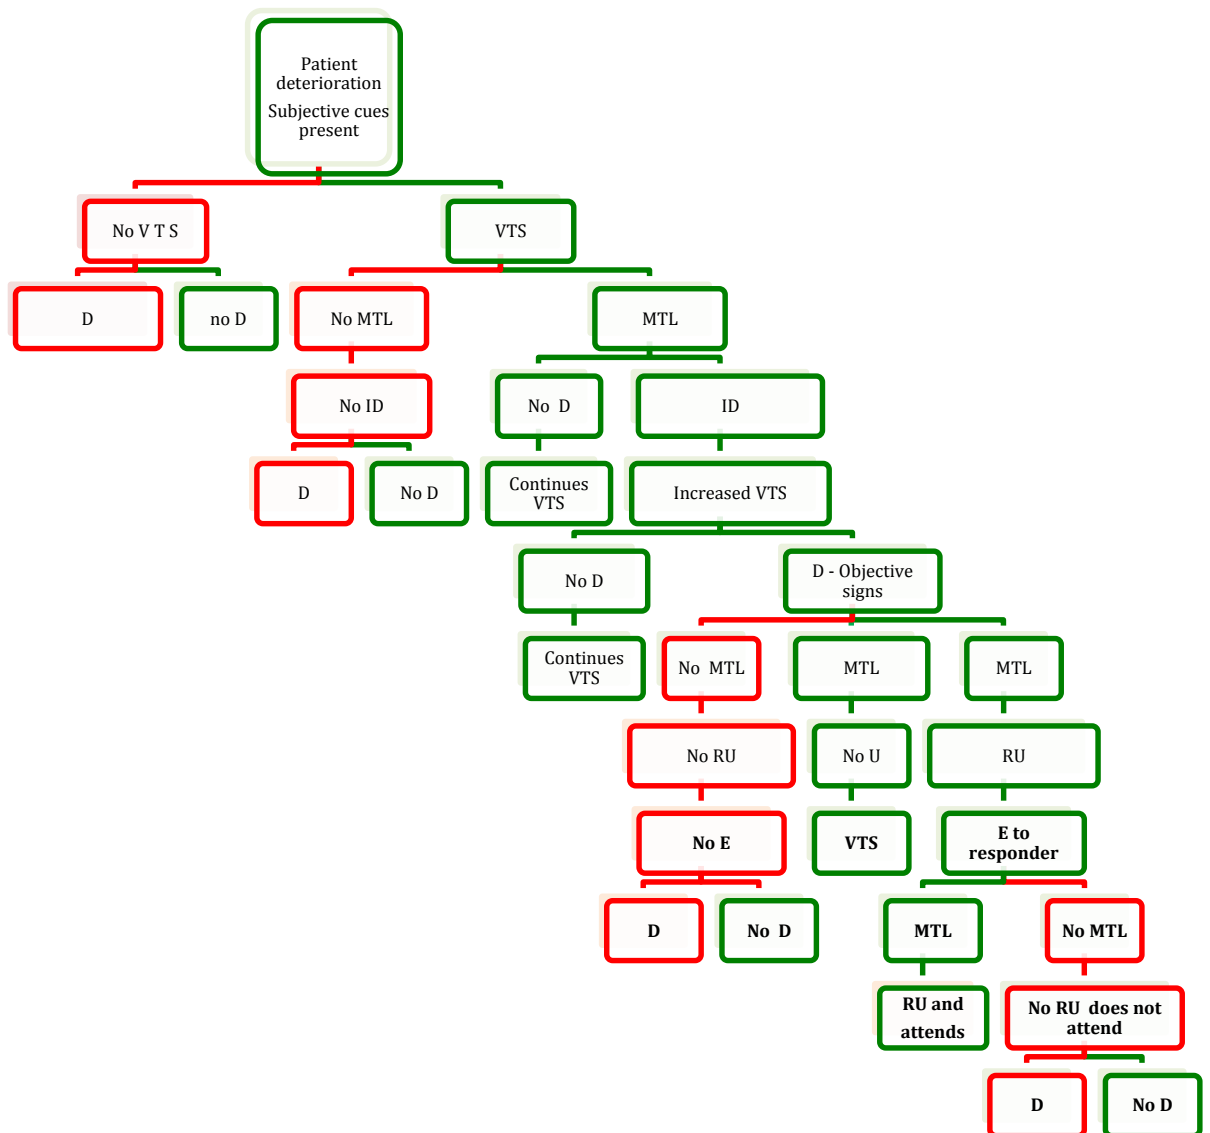 Patient
deterioration
Subjective cues
present
No V T S
VTS
D
no D
No MTL
MTL
No ID
No D
ID
D
No D
Continues
VTS
Increased VTS
No D
D - Objective
signs
Continues
VTS
No MTL
MTL
MTL
No RU
No U
RU
No E
VTS
E to
responder
D
No D
MTL
No MTL
RU and
attends
No RU does not
attend
D
No D